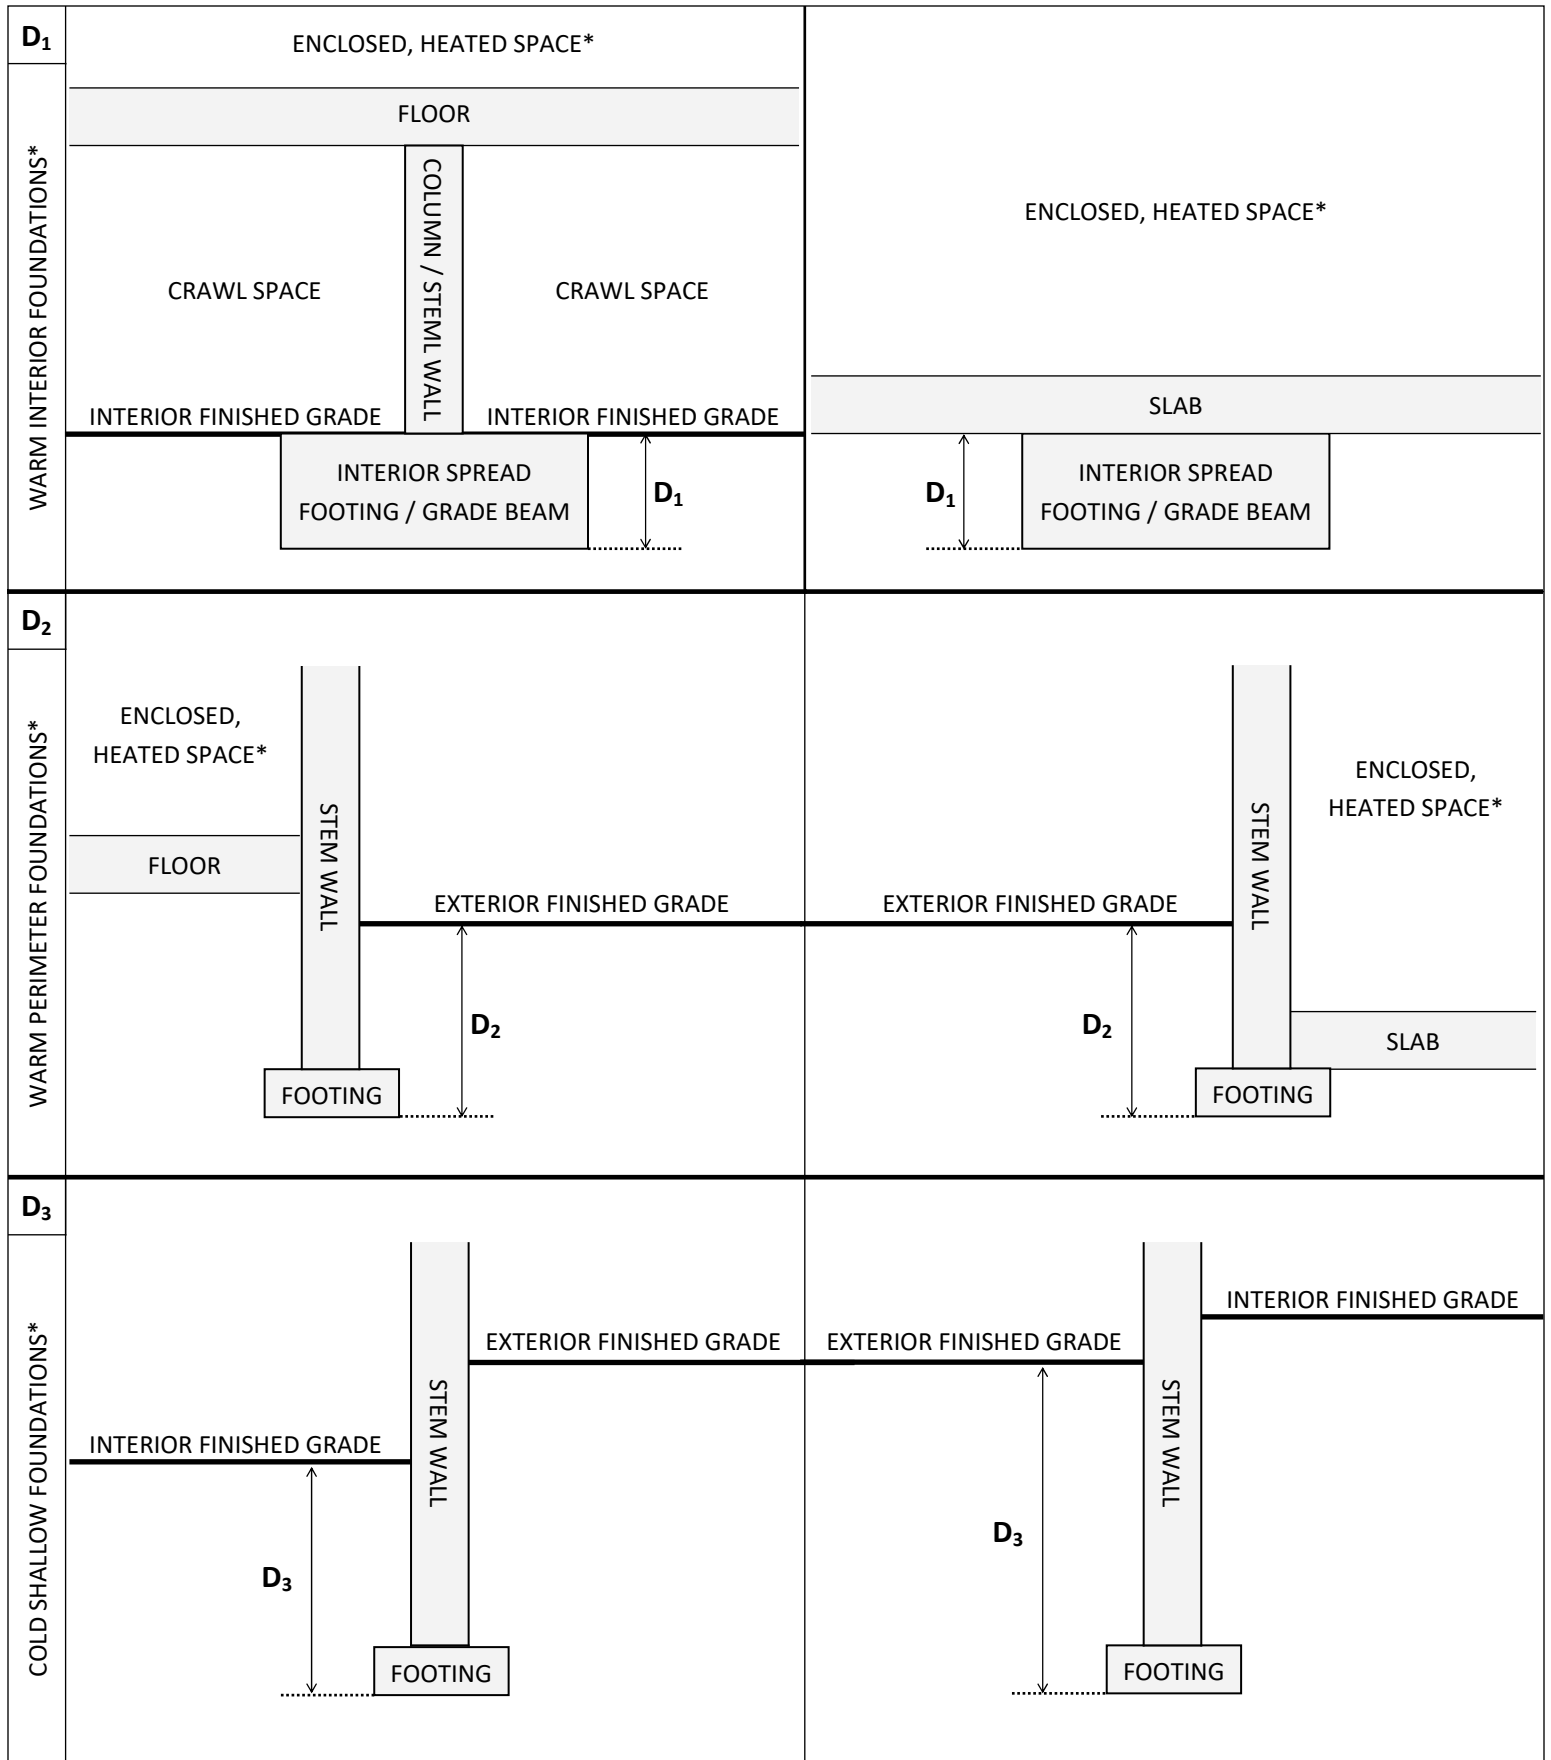 D₁
WARM INTERIOR FOUNDATIONS*
ENCLOSED, HEATED SPACE*
FLOOR
COLUMN / STEML WALL
CRAWL SPACE
CRAWL SPACE
INTERIOR FINISHED GRADE
INTERIOR FINISHED GRADE
INTERIOR SPREAD
FOOTING / GRADE BEAM
D₁
ENCLOSED, HEATED SPACE*
SLAB
D₁
INTERIOR SPREAD
FOOTING / GRADE BEAM
D₂
WARM PERIMETER FOUNDATIONS*
ENCLOSED,
HEATED SPACE*
FLOOR
STEM WALL
EXTERIOR FINISHED GRADE
D₂
FOOTING
EXTERIOR FINISHED GRADE
D₂
STEM WALL
ENCLOSED,
HEATED SPACE*
SLAB
FOOTING
D₃
COLD SHALLOW FOUNDATIONS*
INTERIOR FINISHED GRADE
STEM WALL
EXTERIOR FINISHED GRADE
D₃
FOOTING
EXTERIOR FINISHED GRADE
STEM WALL
INTERIOR FINISHED GRADE
D₃
FOOTING